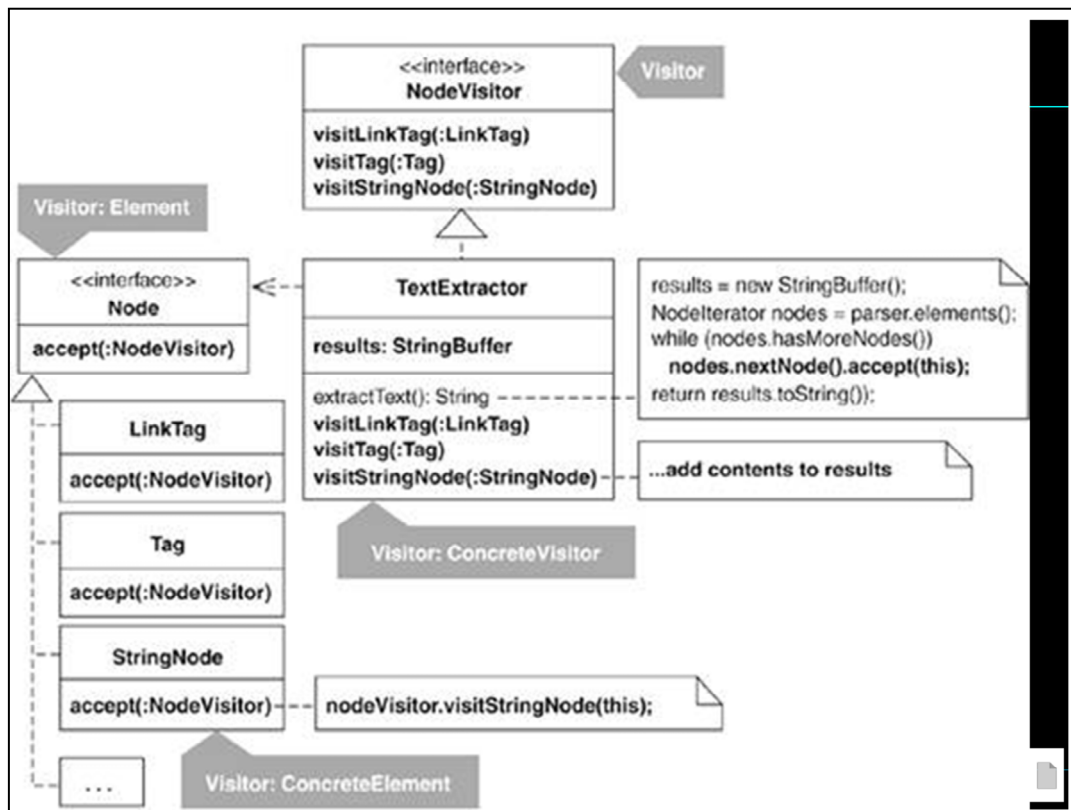 <<interface>>
NodeVisitor
visitLinkTag(:LinkTag)
visitTag(:Tag)
visitStringNode(:StringNode)
Visitor
Visitor: Element
<<interface>>
Node
accept(:NodeVisitor)
TextExtractor
results: StringBuffer
extractText(): String
visitLinkTag(:LinkTag)
visitTag(:Tag)
visitStringNode(:StringNode)
results = new StringBuffer();
NodeIterator nodes = parser.elements();
while (nodes.hasMoreNodes())
nodes.nextNode().accept(this);
return results.toString());
...add contents to results
Visitor: ConcreteVisitor
LinkTag
accept(:NodeVisitor)
Tag
accept(:NodeVisitor)
StringNode
accept(:NodeVisitor)
nodeVisitor.visitStringNode(this);
Visitor: ConcreteElement
...